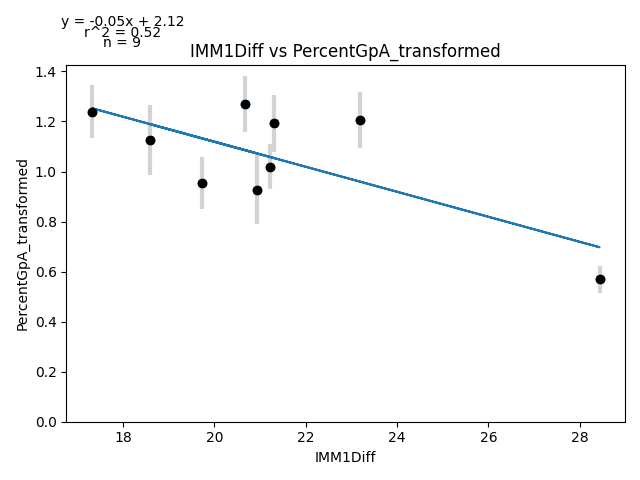 y = -0.05x + 2.12
r^2 = 0.52
n = 9
IMM1Diff vs PercentGpA_transformed
PercentGpA_transformed
1.4
1.2
1.0
0.8
0.6
0.4
0.2
0.0
18 20 22 24 26 28
IMM1Diff